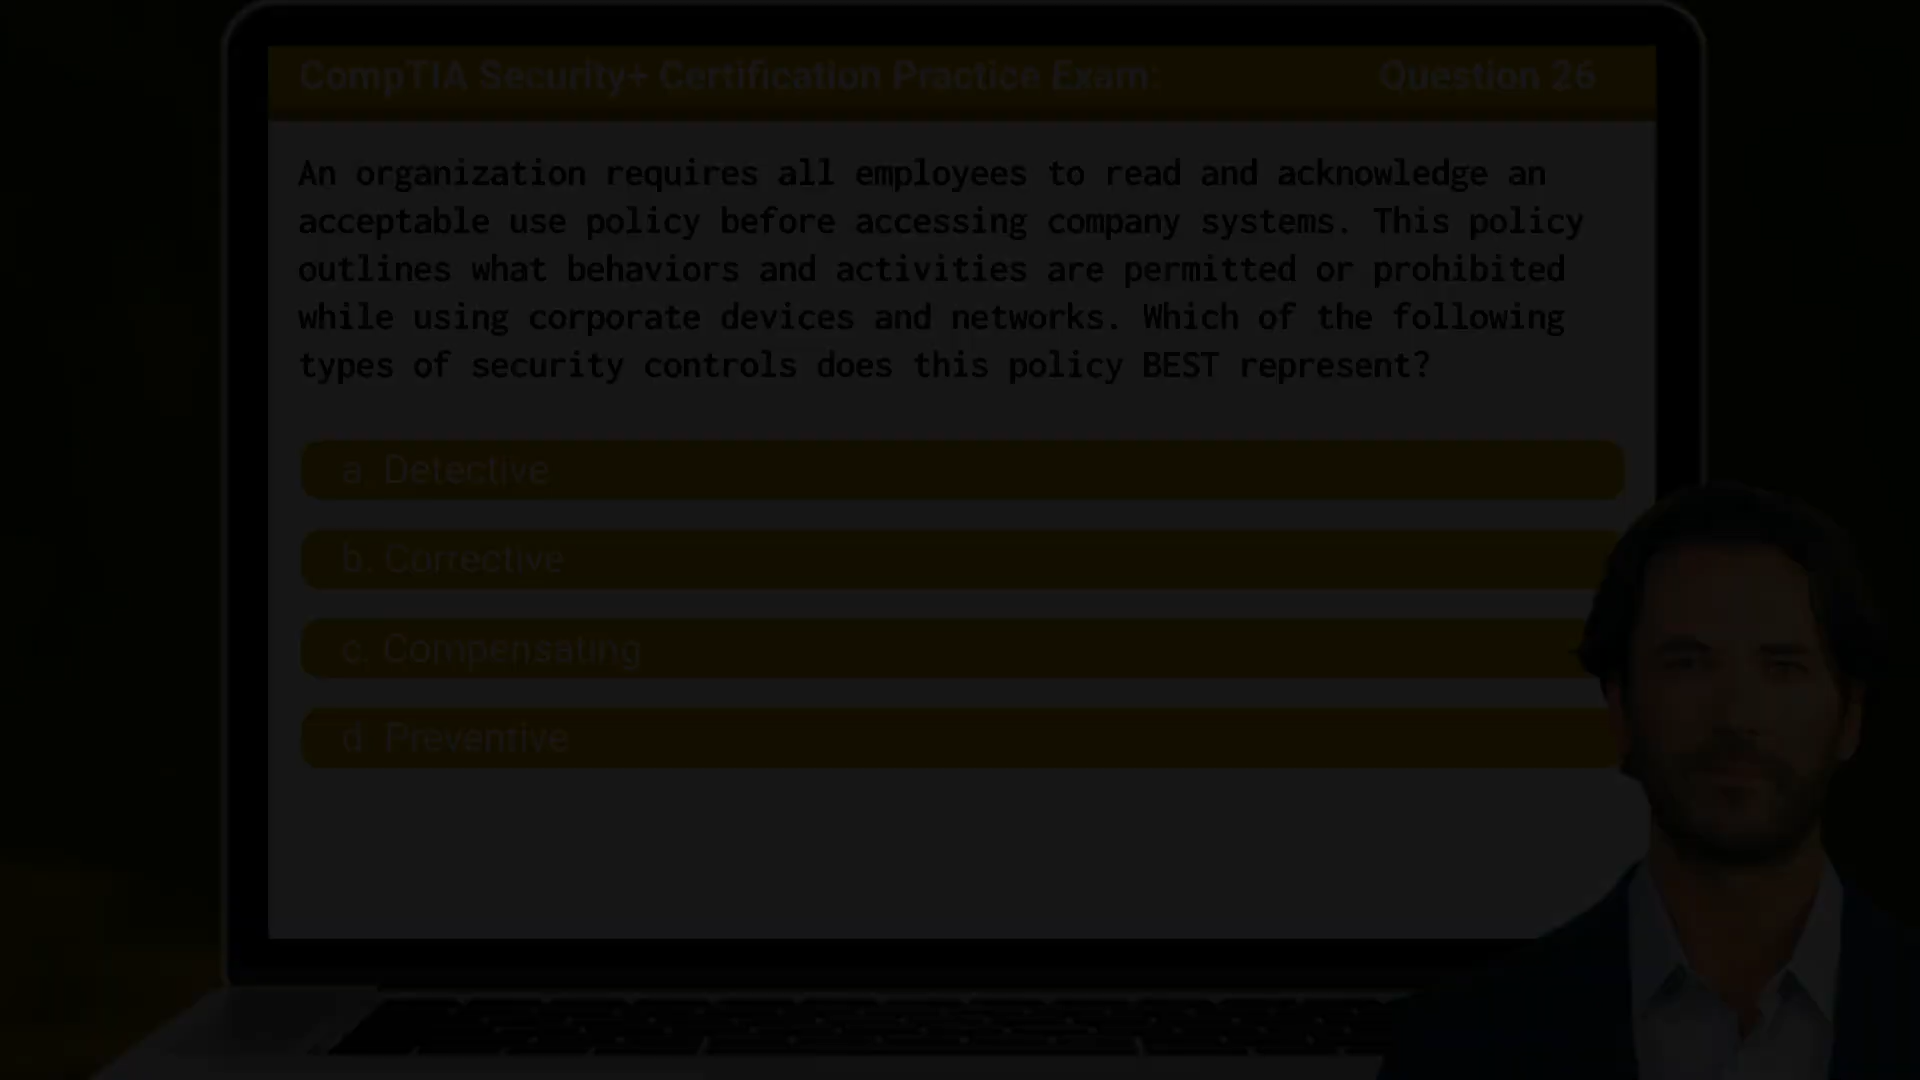 CompTIA Security+ Certification Practice Exam: Question 26
An organization requires all employees to read and acknowledge an
acceptable use policy before accessing company systems. This policy
outlines what behaviors and activities are permitted or prohibited
while using corporate devices and networks. Which of the following
types of security controls does this policy BEST represent?
a. Detective
b. Corrective
c. Compensating
d. Preventive